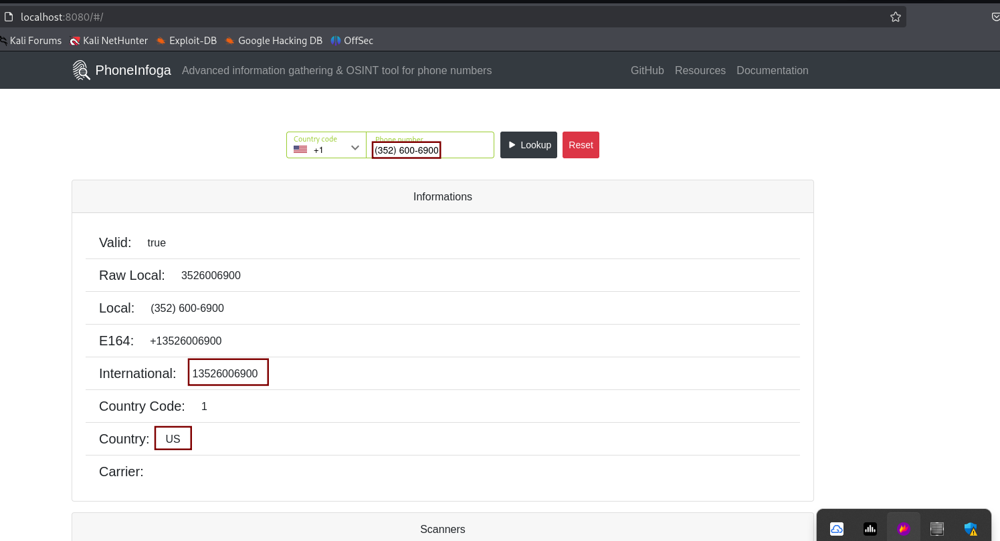 localhost:8080/#/
Kali Forums Kali NetHunter Exploit-DB Google Hacking DB OffSec
PhoneInfoga Advanced information gathering & OSINT tool for phone numbers GitHub Resources Documentation
Country code Phone number
+1 (352) 600-6900 Lookup Reset
Informations
Valid: true
Raw Local: 3526006900
Local: (352) 600-6900
E164: +13526006900
International: 13526006900
Country Code: 1
Country: US
Carrier:
Scanners